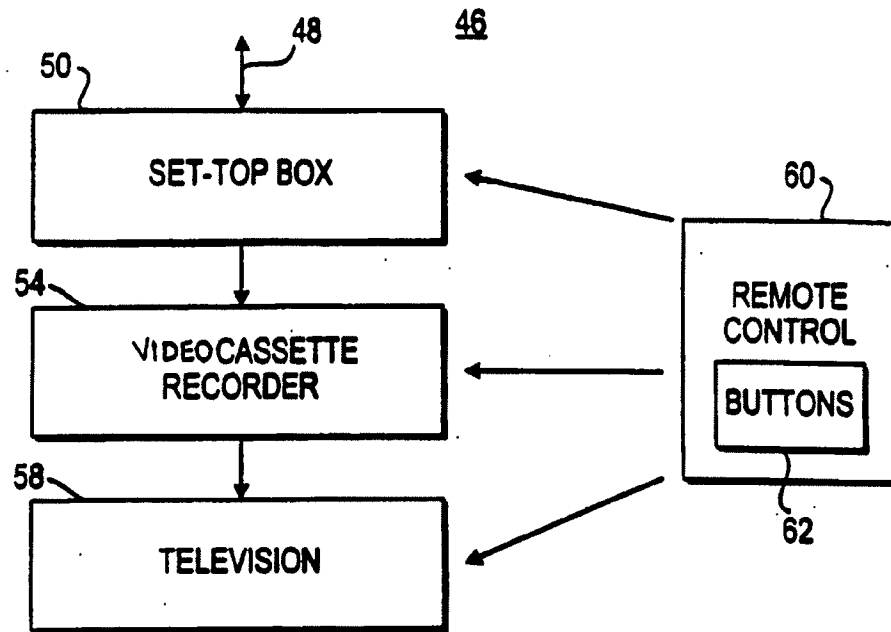 46
48
50
SET-TOP BOX
60
54
VIDEOCASSETTE
RECORDER
REMOTE
CONTROL
BUTTONS
58
62
TELEVISION